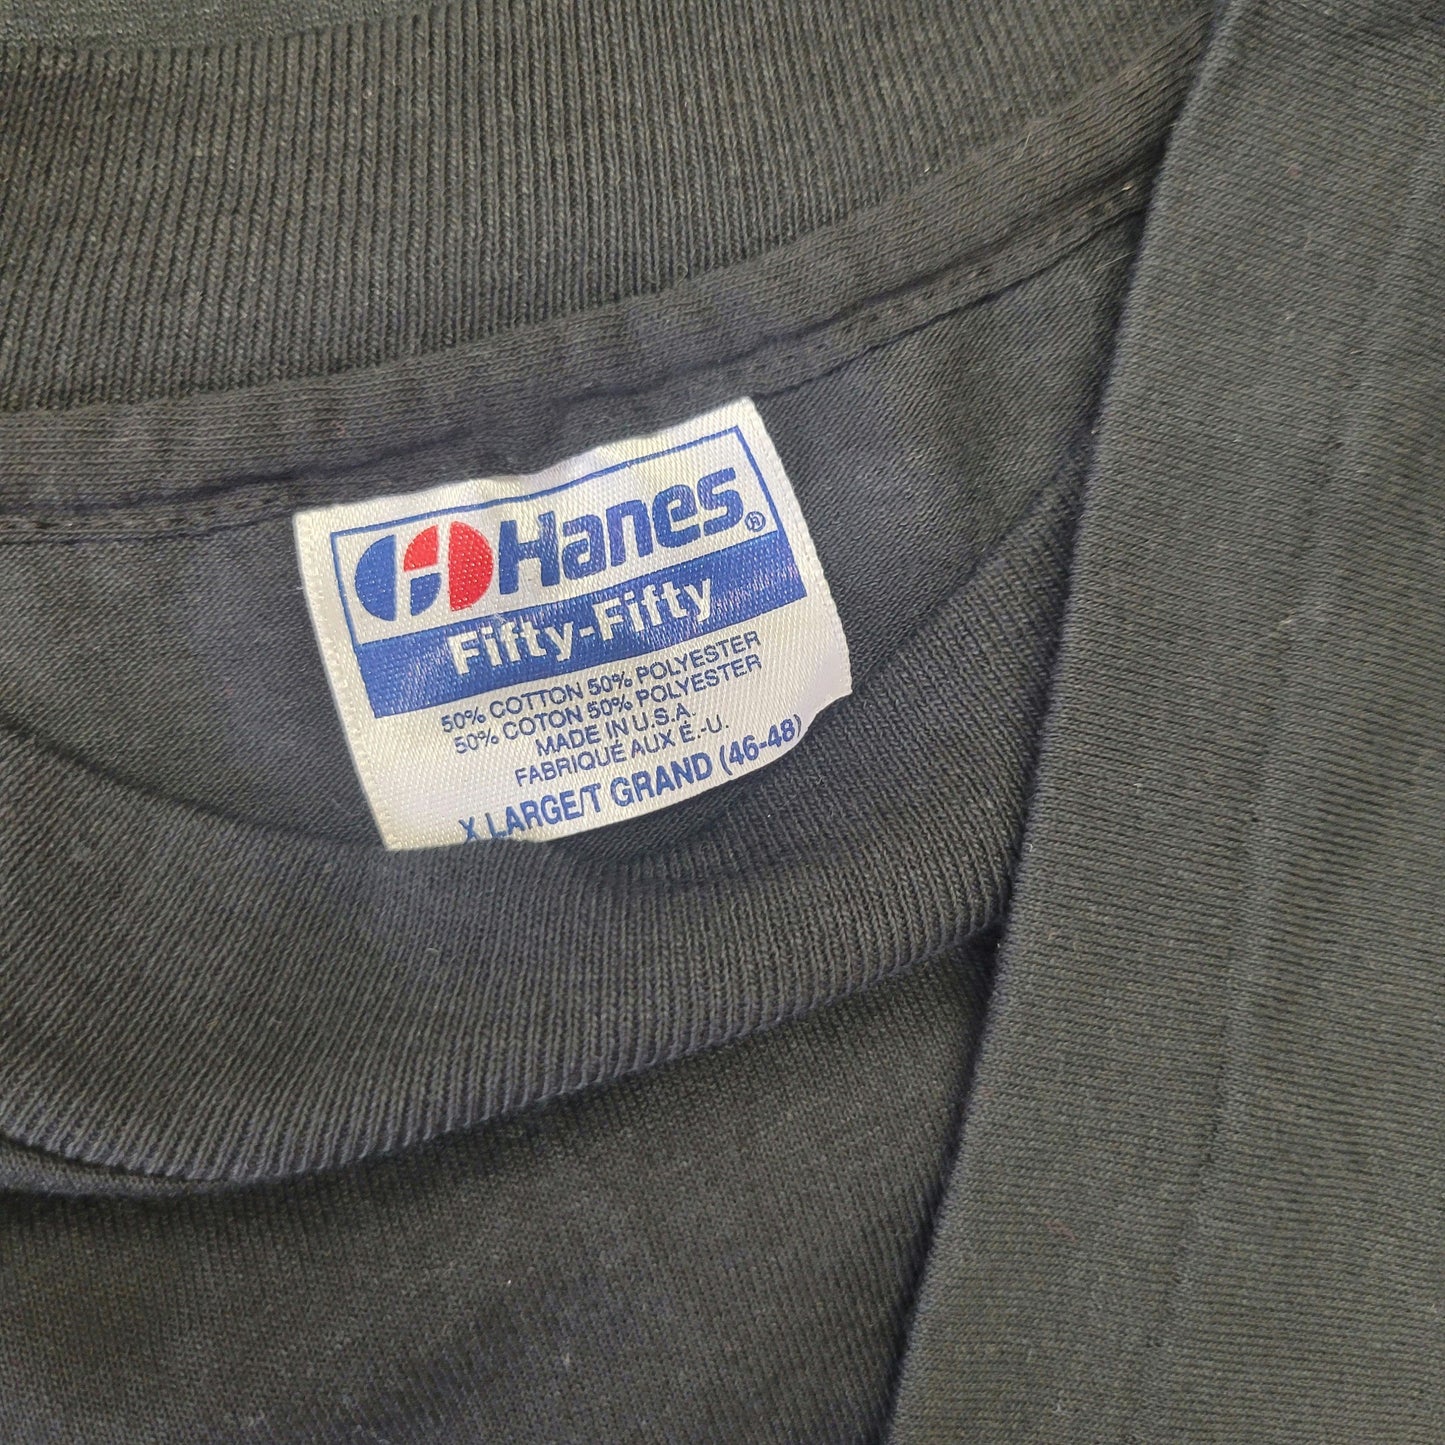 Hanes®
Fifty-Fifty
50% COTTON 50% POLYESTER
50% COTON 50% POLYESTER
MADE IN U.S.A.
FABRIQUÉ AUX É.-U.
X LARGE/T GRAND (46-48)